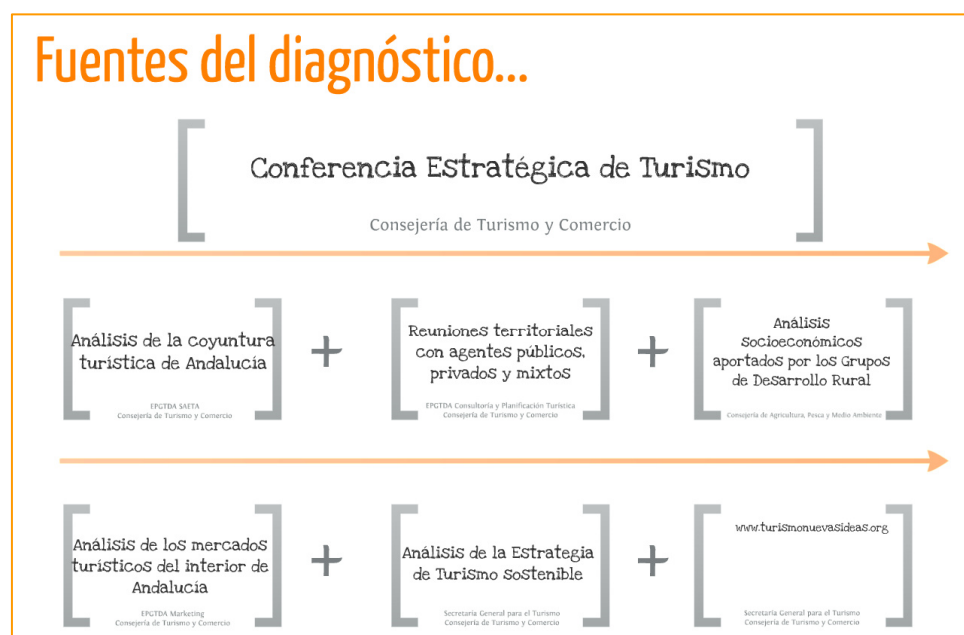 Fuentes del diagnóstico...
Conferencia Estratégica de Turismo
Consejería de Turismo y Comercio
Análisis de la coyuntura
turística de Andalucía
EPGTDA SAETA
Consejería de Turismo y Comercio
+
Reuniones territoriales
con agentes públicos,
privados y mixtos
EPGTDA Consultoría y Planificación Turística
Consejería de Turismo y Comercio
+
Análisis
socioeconómicos
aportados por los Grupos
de Desarrollo Rural
Consejería de Agricultura, Pesca y Medio Ambiente
Análisis de los mercados
turísticos del interior de
Andalucía
EPGTDA Marketing
Consejería de Turismo y Comercio
+
Análisis de la Estrategia
de Turismo sostenible
Secretaría General para el Turismo
Consejería de Turismo y Comercio
+
www.turismonuevasideas.org
Secretaría General para el Turismo
Consejería de Turismo y Comercio